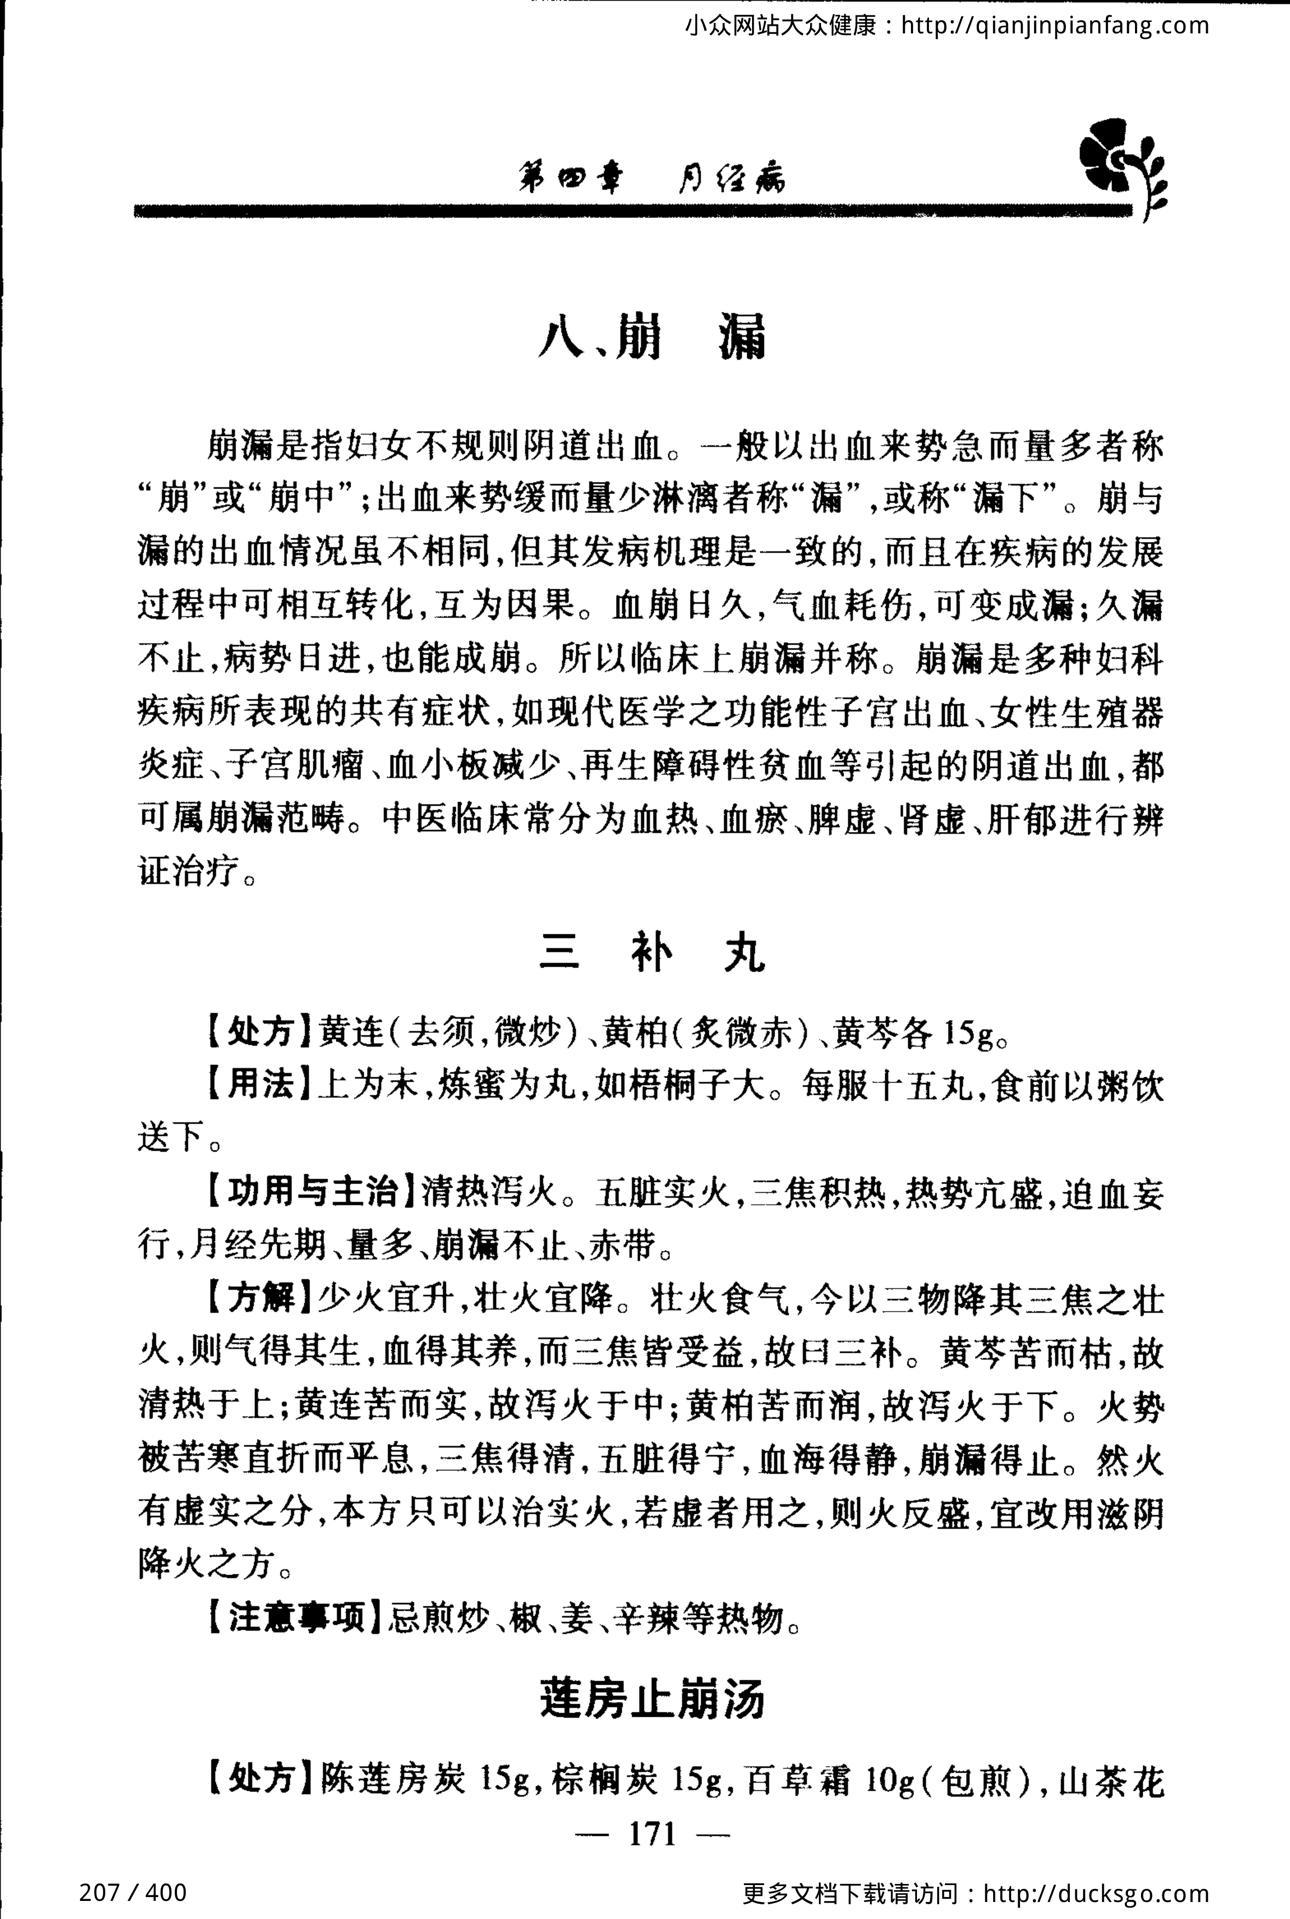 小众网站大众健康：http://qianjinpianfang.com
第四章 月经病
八、崩 漏
崩漏是指妇女不规则阴道出血。一般以出血来势急而量多者称
“崩”或“崩中”；出血来势缓而量少淋漓者称“漏”，或称“漏下”。崩与
漏的出血情况虽不相同，但其发病机理是一致的，而且在疾病的发展
过程中可相互转化，互为因果。血崩日久，气血耗伤，可变成漏；久漏
不止，病势日进，也能成崩。所以临床上崩漏并称。崩漏是多种妇科
疾病所表现的共有症状，如现代医学之功能性子宫出血、女性生殖器
炎症、子宫肌瘤、血小板减少、再生障碍性贫血等引起的阴道出血，都
可属崩漏范畴。中医临床常分为血热、血瘀、脾虚、肾虚、肝郁进行辨
证治疗。
三 补 丸
【处方】黄连（去须，微炒）、黄柏（炙微赤）、黄芩各15g。
【用法】上为末，炼蜜为丸，如梧桐子大。每服十五丸，食前以粥饮
送下。
【功用与主治】清热泻火。五脏实火，三焦积热，热势亢盛，迫血妄
行，月经先期、量多、崩漏不止、赤带。
【方解】少火宜升，壮火宜降。壮火食气，今以三物降其三焦之壮
火，则气得其生，血得其养，而三焦皆受益，故曰三补。黄芩苦而枯，故
清热于上；黄连苦而实，故泻火于中；黄柏苦而润，故泻火于下。火势
被苦寒直折而平息，三焦得清，五脏得宁，血海得静，崩漏得止。然火
有虚实之分，本方只可以治实火，若虚者用之，则火反盛，宜改用滋阴
降火之方。
【注意事项】忌煎炒、椒、姜、辛辣等热物。
莲房止崩汤
【处方】陈莲房炭15g，棕榈炭15g，百草霜10g（包煎），山茶花
— 171 —
207 / 400
更多文档下载请访问：http://ducksgo.com